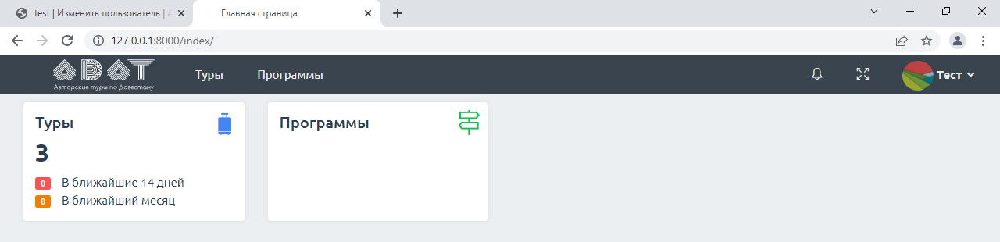 test | Изменить пользователь | A
Главная страница
127.0.0.1:8000/index/
АДАТ
Авторские туры по Дагестану
Туры
Программы
Тест
Туры
Программы
3
0 В ближайшие 14 дней
0 В ближайший месяц